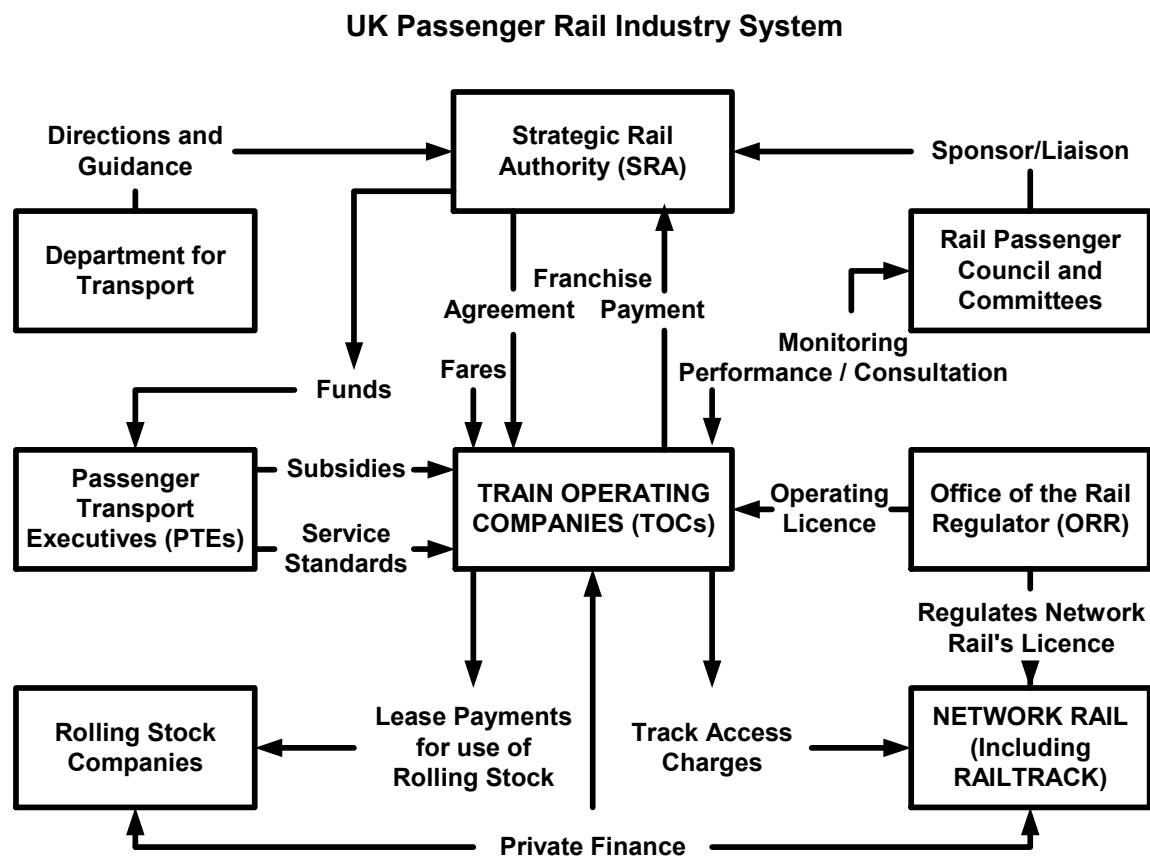 UK Passenger Rail Industry System
Directions and
Guidance
Strategic Rail
Authority (SRA)
Sponsor/Liaison
Department for
Transport
Rail Passenger
Council and
Committees
Franchise
Agreement
Payment
Monitoring
Performance / Consultation
Fares
Funds
Passenger
Transport
Executives (PTEs)
Subsidies
Service
Standards
TRAIN OPERATING
COMPANIES (TOCs)
Operating
Licence
Office of the Rail
Regulator (ORR)
Regulates Network
Rail's Licence
Rolling Stock
Companies
Lease Payments
for use of
Rolling Stock
Track Access
Charges
NETWORK RAIL
(Including
RAILTRACK)
Private Finance